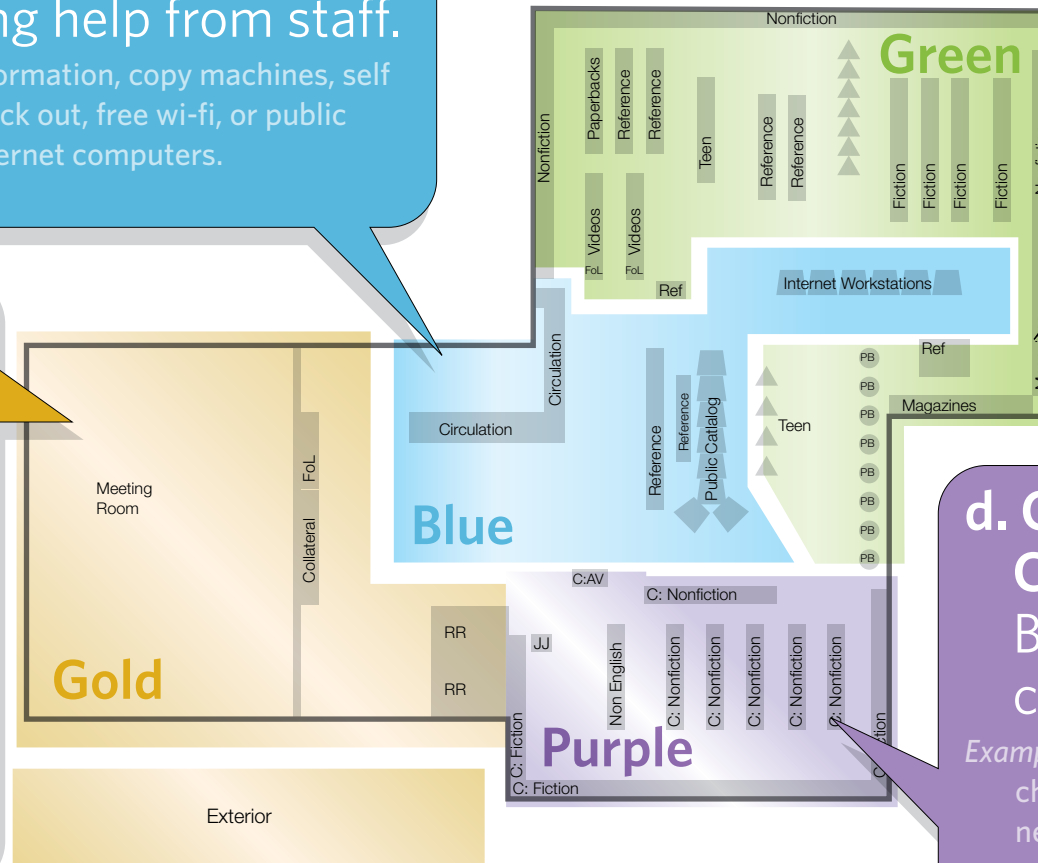 ng help from staff.
ormation, copy machines, self
ck out, free wi-fi, or public
ernet computers.
Nonfiction
Green
Nonfiction
Paperbacks
Reference
Reference
Teen
Reference
Reference
Fiction
Fiction
Fiction
Fiction
Videos
Videos
FoL
FoL
Ref
Internet Workstations
Circulation
Circulation
Reference
Reference
Public Catlalog
Teen
PB
PB
PB
PB
PB
PB
PB
PB
Ref
Magazines
Blue
Meeting
Room
FoL
Collateral
Gold
RR
RR
C:AV
C: Nonfiction
JJ
Non English
C: Nonfiction
C: Nonfiction
C: Nonfiction
C: Nonfiction
C: Nonfiction
Purple
C: Fiction
C: Fiction
Exterior
d.